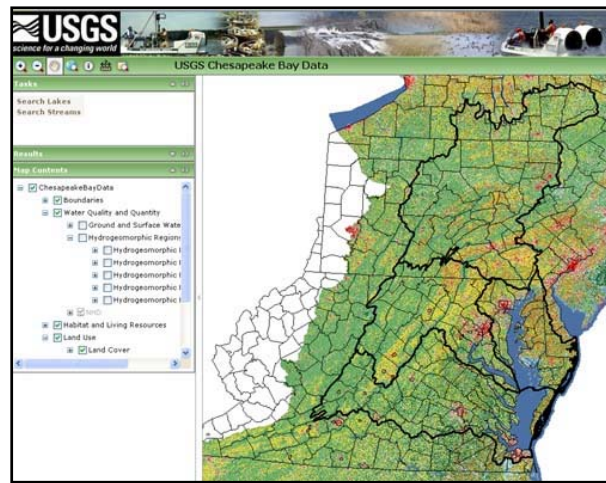 USGS
science for a changing world
USGS Chesapeake Bay Data
Tasks
Search Lakes
Search Streams
Results
Map Contents
ChesapeakeBayData
Boundaries
Water Quality and Quantity
Ground and Surface Wate
Hydrogeomorphic Regions
Hydrogeomorphic
Hydrogeomorphic
Hydrogeomorphic
Hydrogeomorphic
NHD
Habitat and Living Resources
Land Use
Land Cover